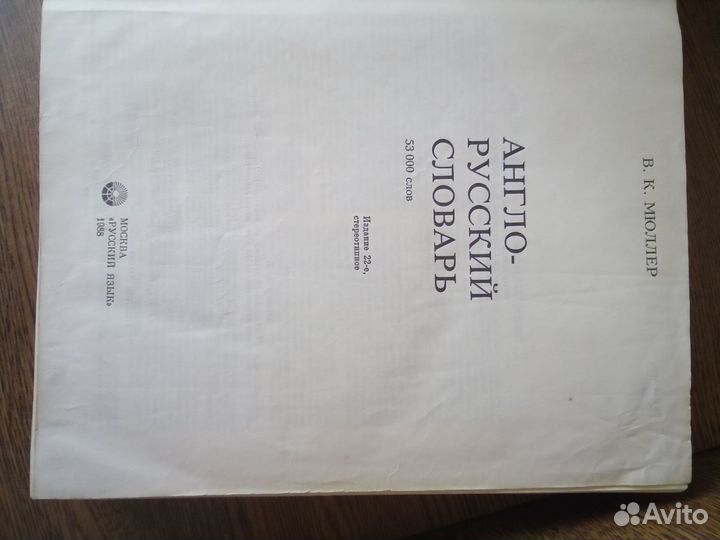 В. К. МЮЛЛЕР
АНГЛО-
РУССКИЙ
СЛОВАРЬ
53 000 слов
Издание 22-е,
стереотипное
МОСКВА
«РУССКИЙ ЯЗЫК»
1988
Avito